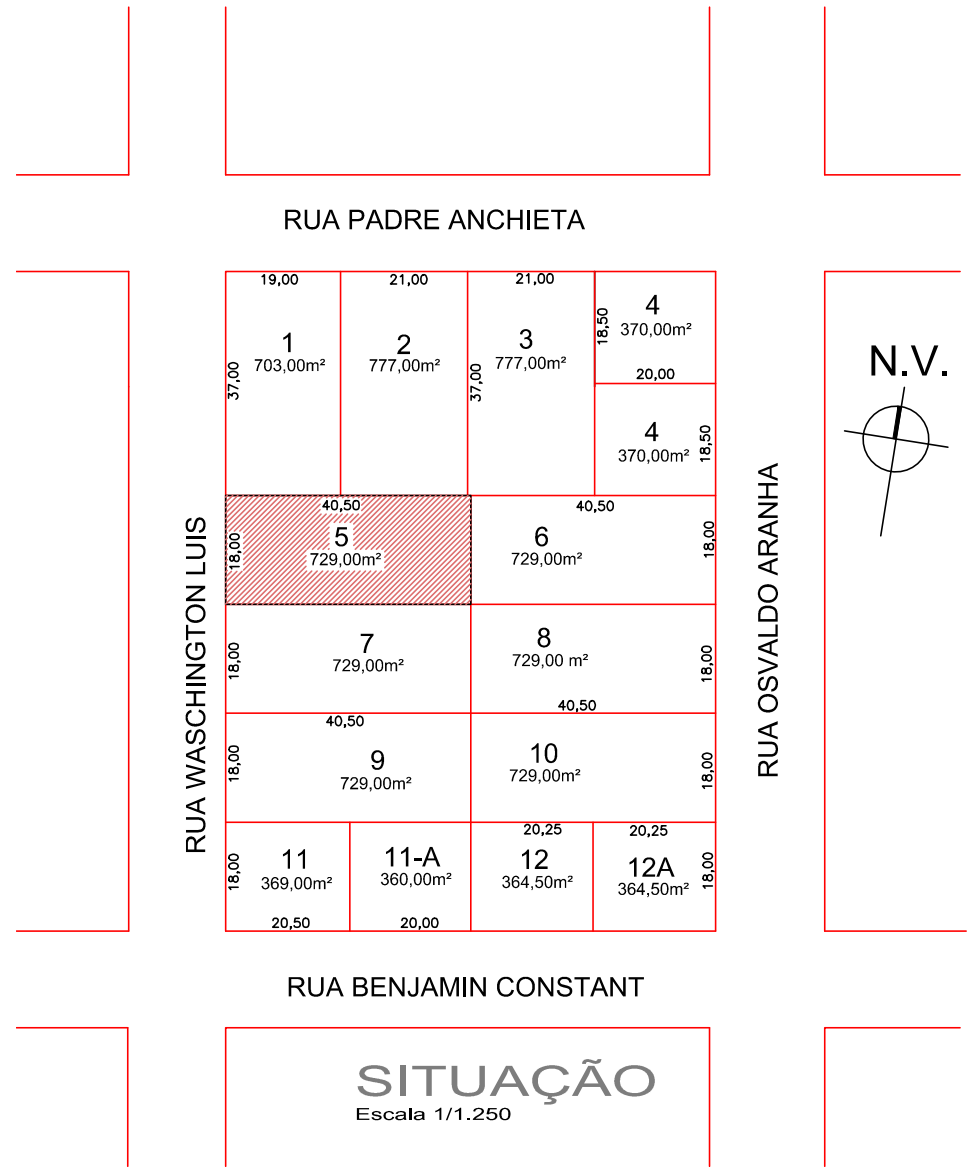 RUA PADRE ANCHIETA
19,00
21,00
21,00
1
703,00m²
37,00
2
777,00m²
37,00
3
777,00m²
18,50
4
370,00m²
20,00
4
370,00m²
18,50
N.V.
40,50
5
729,00m²
18,00
40,50
6
729,00m²
18,00
RUA WASCHINGTON LUIS
RUA OSVALDO ARANHA
18,00
7
729,00m²
8
729,00 m²
18,00
40,50
40,50
18,00
9
729,00m²
10
729,00m²
18,00
18,00
11
369,00m²
20,50
11-A
360,00m²
20,00
20,25
12
364,50m²
20,25
12A
364,50m²
18,00
RUA BENJAMIN CONSTANT
SITUAÇÃO
Escala 1/1.250